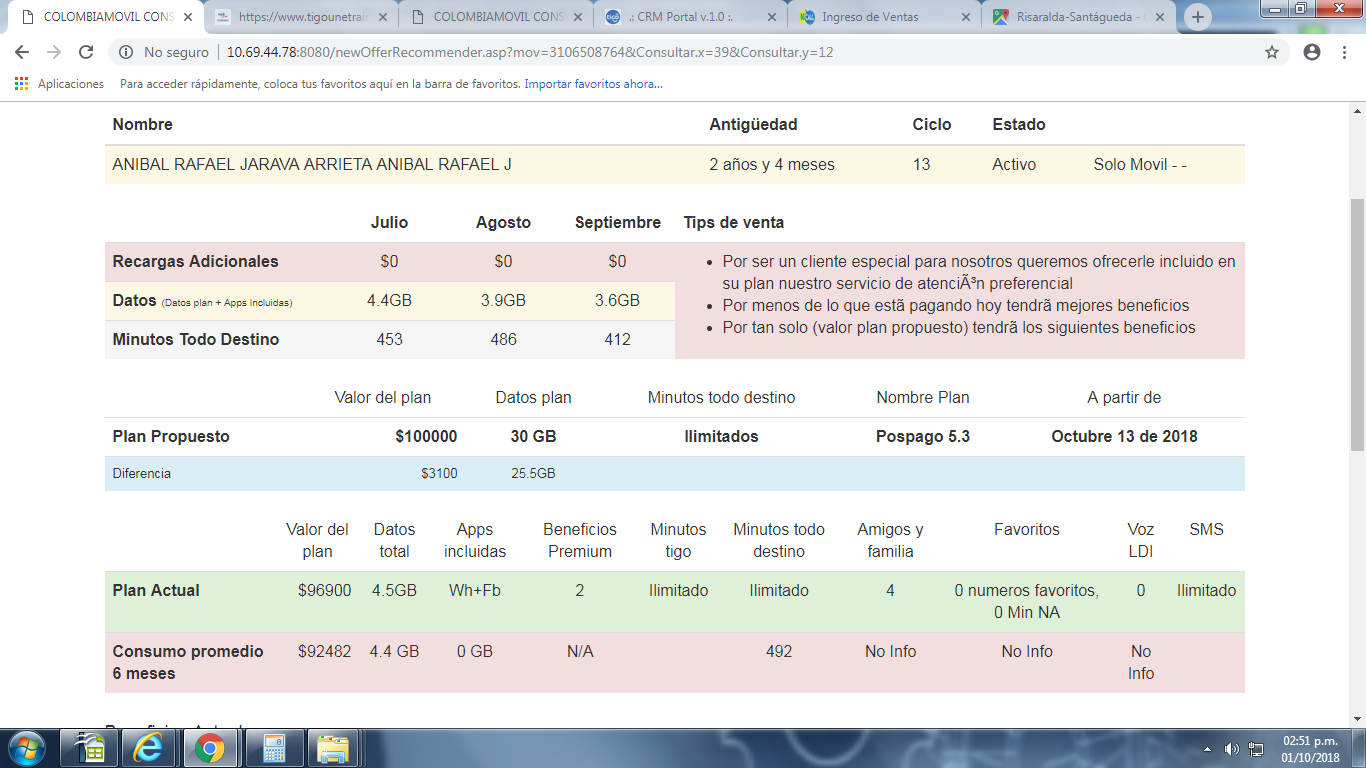 COLOMBIAMOVIL CONS
https://www.tigounetrain
COLOMBIAMOVIL CONS
.: CRM Portal v.1.0 :.
Ingreso de Ventas
Risaralda-Santágueda -
No seguro
10.69.44.78:8080/newOfferRecommender.asp?mov=3106508764&Consultar.x=39&Consultar.y=12
Aplicaciones Para acceder rápidamente, coloca tus favoritos aquí en la barra de favoritos. Importar favoritos ahora...
Nombre Antigüedad Ciclo Estado
ANIBAL RAFAEL JARAVA ARRIETA ANIBAL RAFAEL J 2 años y 4 meses 13 Activo Solo Movil - -
Julio Agosto Septiembre Tips de venta
Recargas Adicionales $0 $0 $0
Datos (Datos plan + Apps Incluidas) 4.4GB 3.9GB 3.6GB
Minutos Todo Destino 453 486 412
• Por ser un cliente especial para nosotros queremos ofrecerle incluido en
su plan nuestro servicio de atenciÃ³n preferencial
• Por menos de lo que estã pagando hoy tendrã mejores beneficios
• Por tan solo (valor plan propuesto) tendrã los siguientes beneficios
Valor del plan Datos plan Minutos todo destino Nombre Plan A partir de
Plan Propuesto $100000 30 GB Ilimitados Pospago 5.3 Octubre 13 de 2018
Diferencia $3100 25.5GB
Valor del Datos Apps Beneficios Minutos Minutos todo Amigos y Favoritos Voz SMS
plan total incluidas Premium tigo destino familia LDI
Plan Actual $96900 4.5GB Wh+Fb 2 Ilimitado Ilimitado 4 0 numeros favoritos, 0 Ilimitado
0 Min NA
Consumo promedio $92482 4.4 GB 0 GB N/A 492 No Info No Info No
6 meses Info
02:51 p.m.
01/10/2018